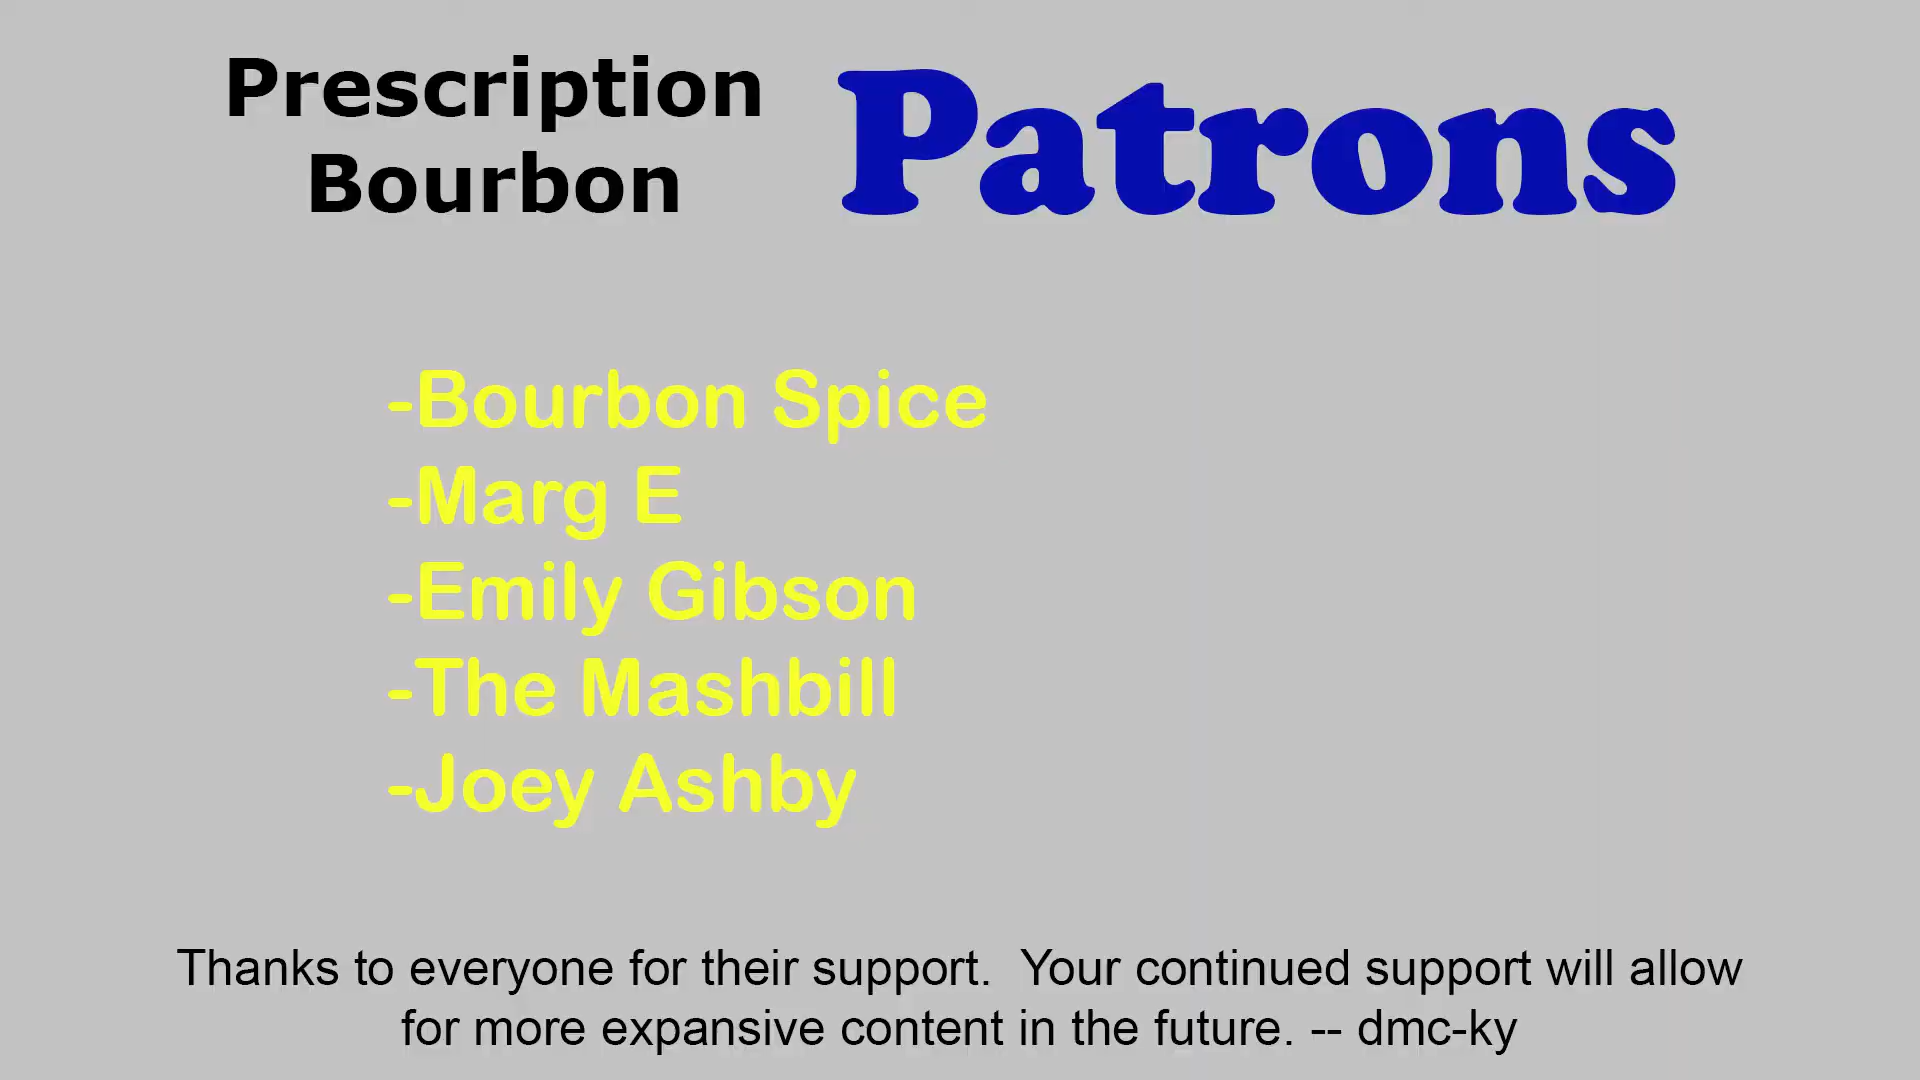 Prescription
Bourbon
Patrons
-Bourbon Spice
-Marg E
-Emily Gibson
-The Mashbill
-Joey Ashby
Thanks to everyone for their support.  Your continued support will allow
for more expansive content in the future. -- dmc-ky